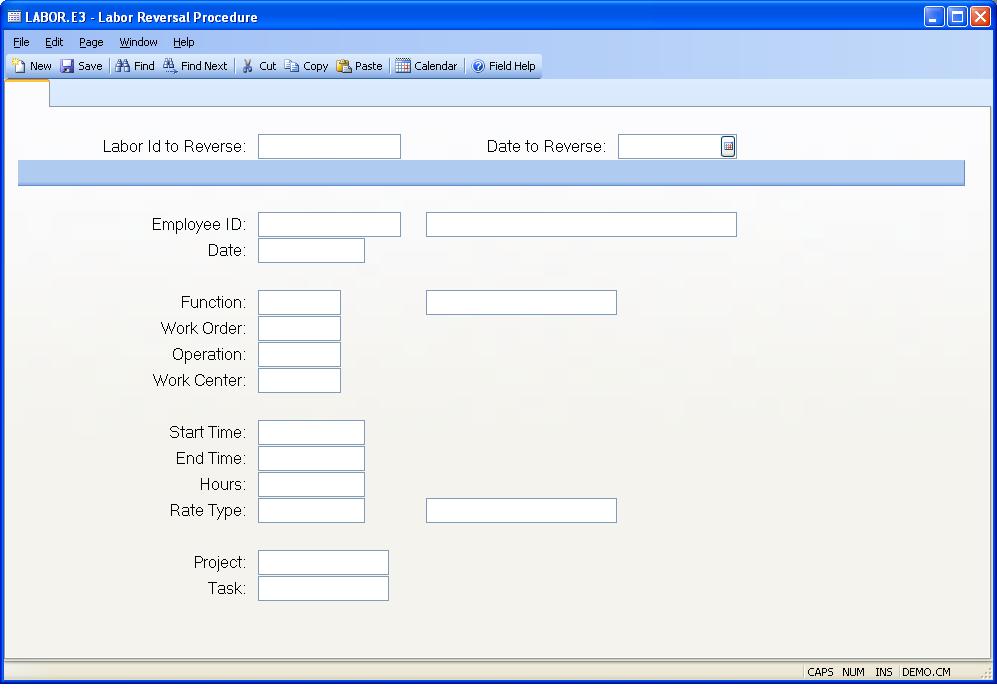 LABOR.E3 - Labor Reversal Procedure
File Edit Page Window Help
New Save Find Find Next Cut Copy Paste Calendar Field Help
Labor Id to Reverse: Date to Reverse:
Employee ID:
Date:
Function:
Work Order:
Operation:
Work Center:
Start Time:
End Time:
Hours:
Rate Type:
Project:
Task:
CAPS NUM INS DEMO.CM